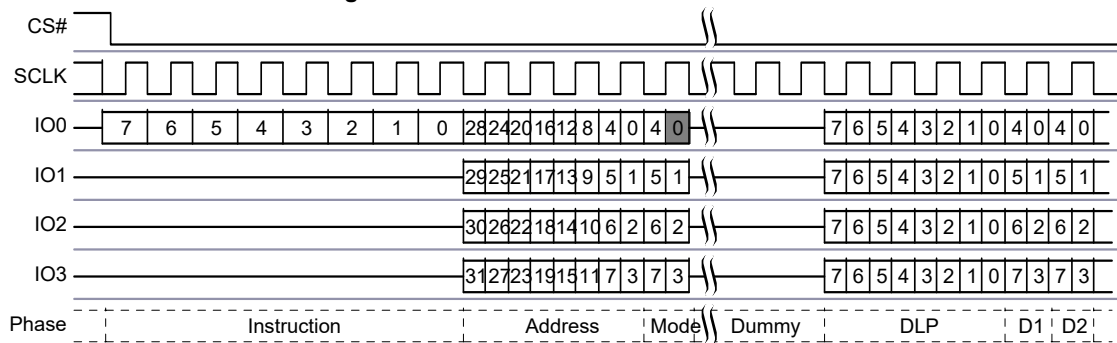 CS#
SCLK
IO0 7 6 5 4 3 2 1 0 28 24 20 16 12 8 4 0 4 0 7 6 5 4 3 2 1 0 4 0 4 0
IO1 29 25 21 17 13 9 5 1 5 1 7 6 5 4 3 2 1 0 5 1 5 1
IO2 30 26 22 18 14 10 6 2 6 2 7 6 5 4 3 2 1 0 6 2 6 2
IO3 31 27 23 19 15 11 7 3 7 3 7 6 5 4 3 2 1 0 7 3 7 3
Phase Instruction Address Mode Dummy DLP D1 D2